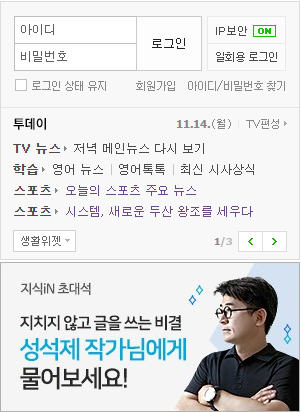 아이디
로그인
IP보안 ON
비밀번호
일회용 로그인
로그인 상태 유지 회원가입 아이디/비밀번호 찾기
투데이 11.14.(월) TV편성
TV 뉴스 저녁 메인뉴스 다시 보기
학습 영어 뉴스 영어톡톡 최신 시사상식
스포츠 오늘의 스포츠 주요 뉴스
스포츠 시스템, 새로운 두산 왕조를 세우다
생활위젯 1/3
지식iN 초대석
지치지 않고 글을 쓰는 비결
성석제 작가님에게
물어보세요!